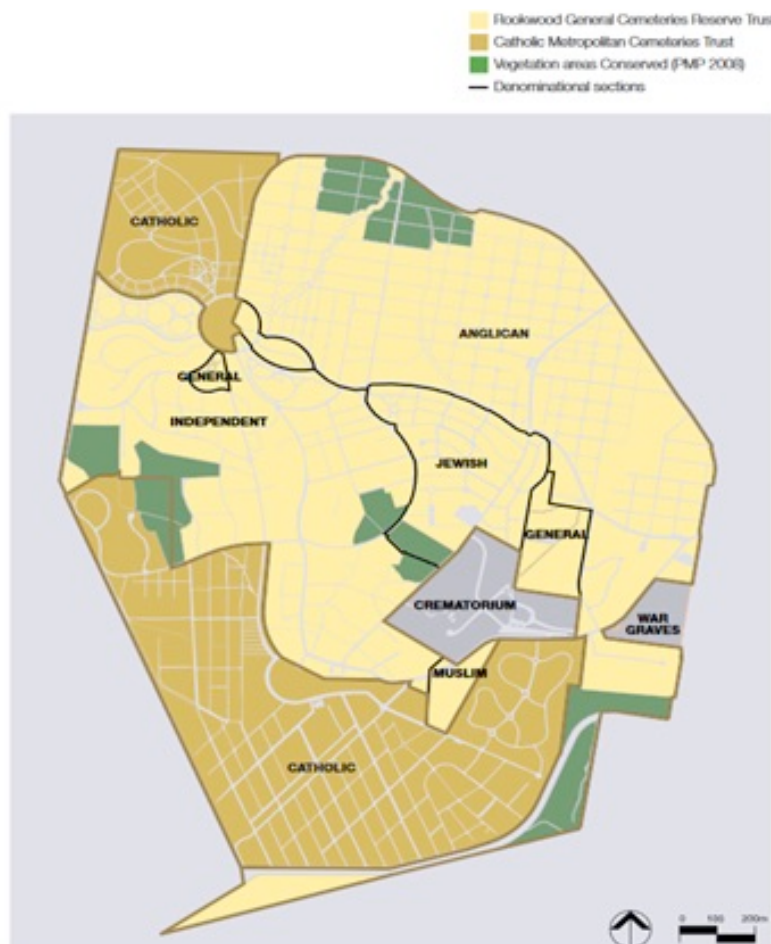 Rookwood General Cemeteries Reserve Trus
Catholic Metropolitan Cemeteries Trust
Vegetation areas Conserved (PMP 2008)
Denominational sections
CATHOLIC
ANGLICAN
GENERAL
INDEPENDENT
JEWISH
GENERAL
CREMATORIUM
WAR
GRAVES
MUSLIM
CATHOLIC
0 100 200m